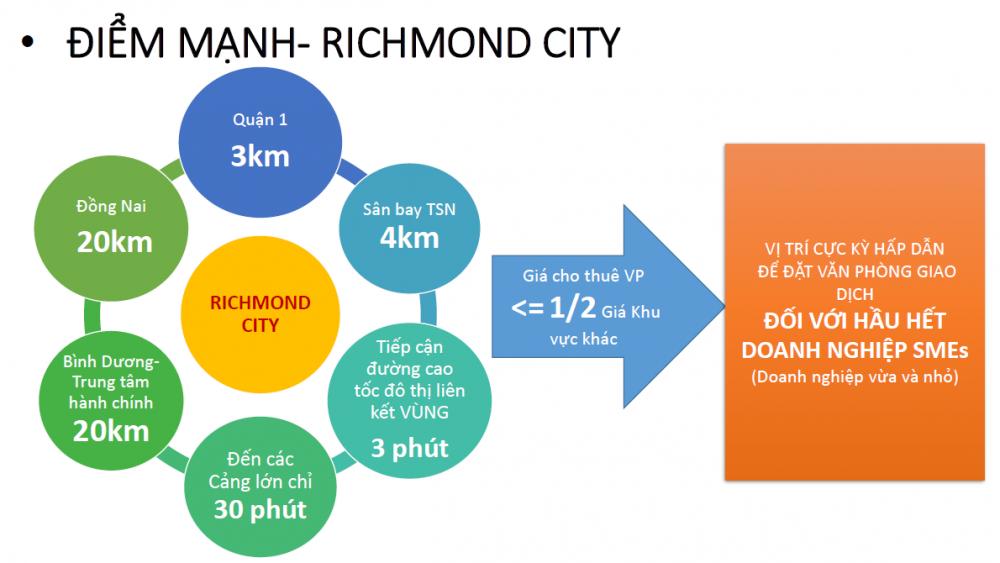 • ĐIỂM MẠNH- RICHMOND CITY
Quận 1
3km
Sân bay TSN
4km
Tiếp cận
đường cao
tốc đô thị liên
kết VÙNG
3 phút
Đến các
Cảng lớn chỉ
30 phút
Bình Dương-
Trung tâm
hành chính
20km
Đồng Nai
20km
RICHMOND
CITY
Giá cho thuê VP
<= 1/2 Giá Khu
vực khác
VỊ TRÍ CỰC KỲ HẤP DẪN
ĐỂ ĐẶT VĂN PHÒNG GIAO
DỊCH
ĐỐI VỚI HẦU HẾT
DOANH NGHIỆP SMEs
(Doanh nghiệp vừa và nhỏ)